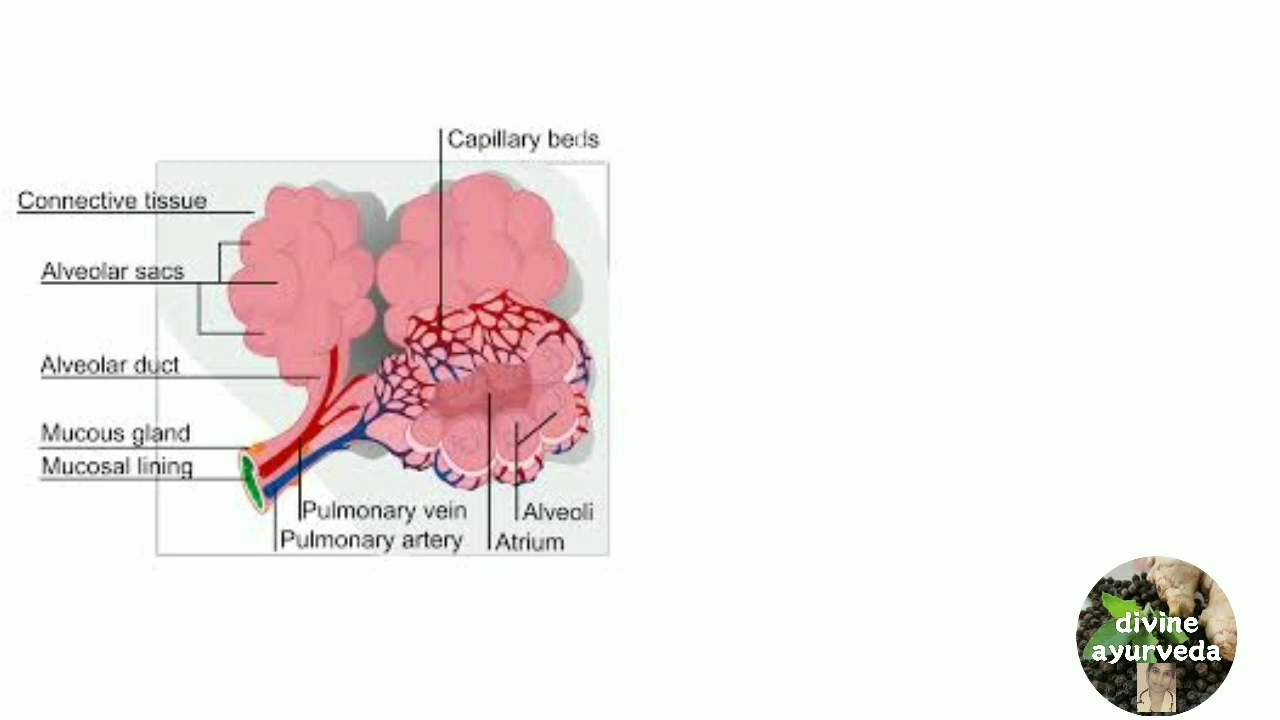 Capillary beds
Connective tissue
Alveolar sacs
Alveolar duct
Mucous gland
Mucosal lining
Pulmonary vein
Alveoli
Pulmonary artery
Atrium
divine
ayurveda